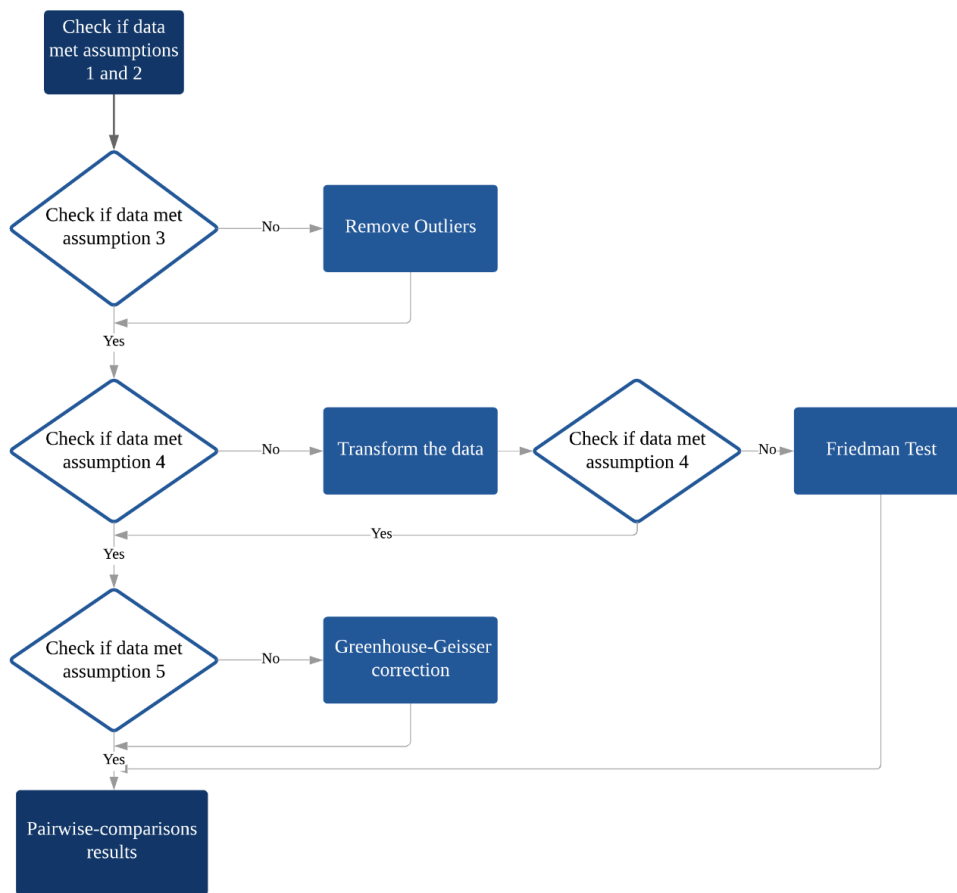 Check if data
met assumptions
1 and 2
Check if data met
assumption 3
No
Remove Outliers
Yes
Check if data met
assumption 4
No
Transform the data
Check if data met
assumption 4
No
Friedman Test
Yes
Yes
Check if data met
assumption 5
No
Greenhouse-Geisser
correction
Yes
Pairwise-comparisons
results